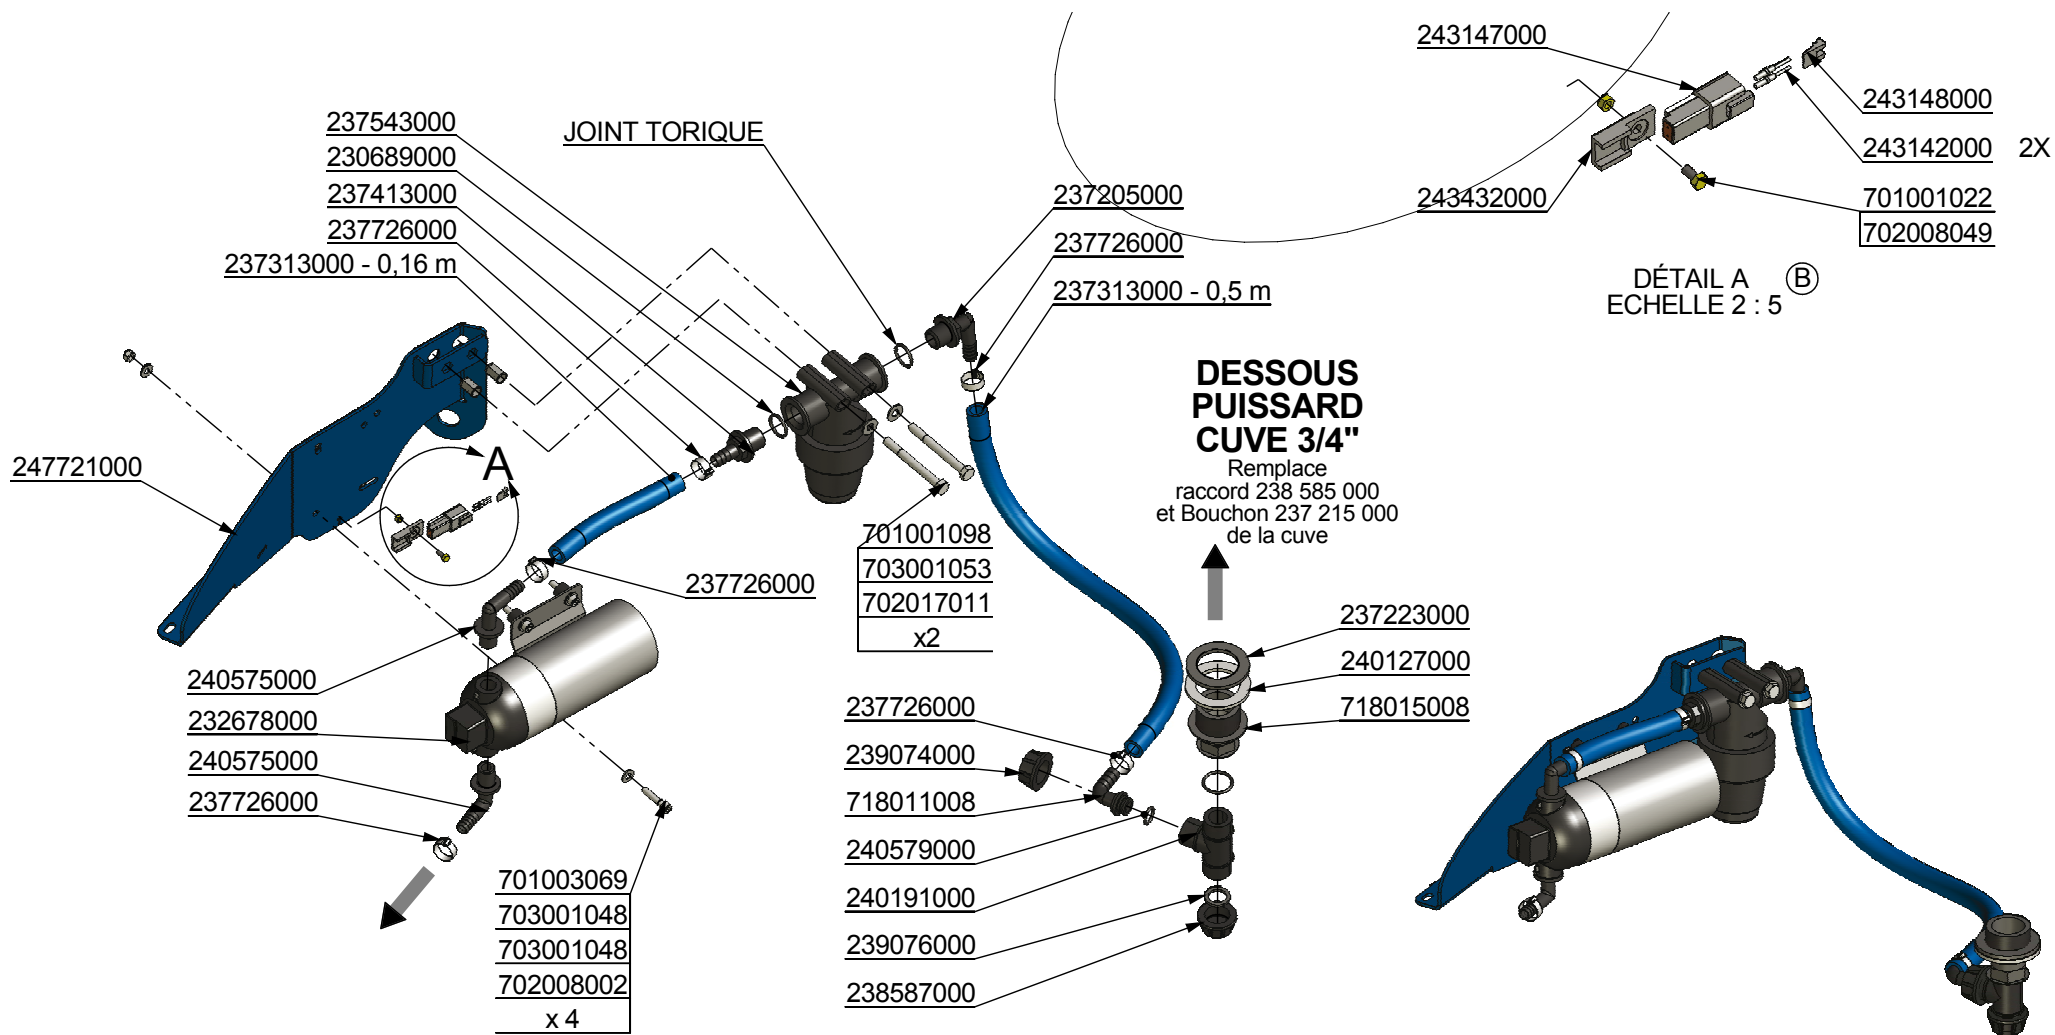 243147000
243148000
243142000 2X
243432000
701001022
702008049
DÉTAIL A
B
ECHELLE 2 : 5
237543000
230689000
237413000
237726000
237313000 - 0,16 m
JOINT TORIQUE
237205000
237726000
237313000 - 0,5 m
DESSOUS
PUISSARD
CUVE 3/4"
Remplace
raccord 238 585 000
et Bouchon 237 215 000
de la cuve
247721000
A
237726000
701001098
703001053
702017011
x2
240575000
232678000
240575000
237726000
701003069
703001048
703001048
702008002
x 4
237223000
240127000
718015008
237726000
239074000
718011008
240579000
240191000
239076000
238587000